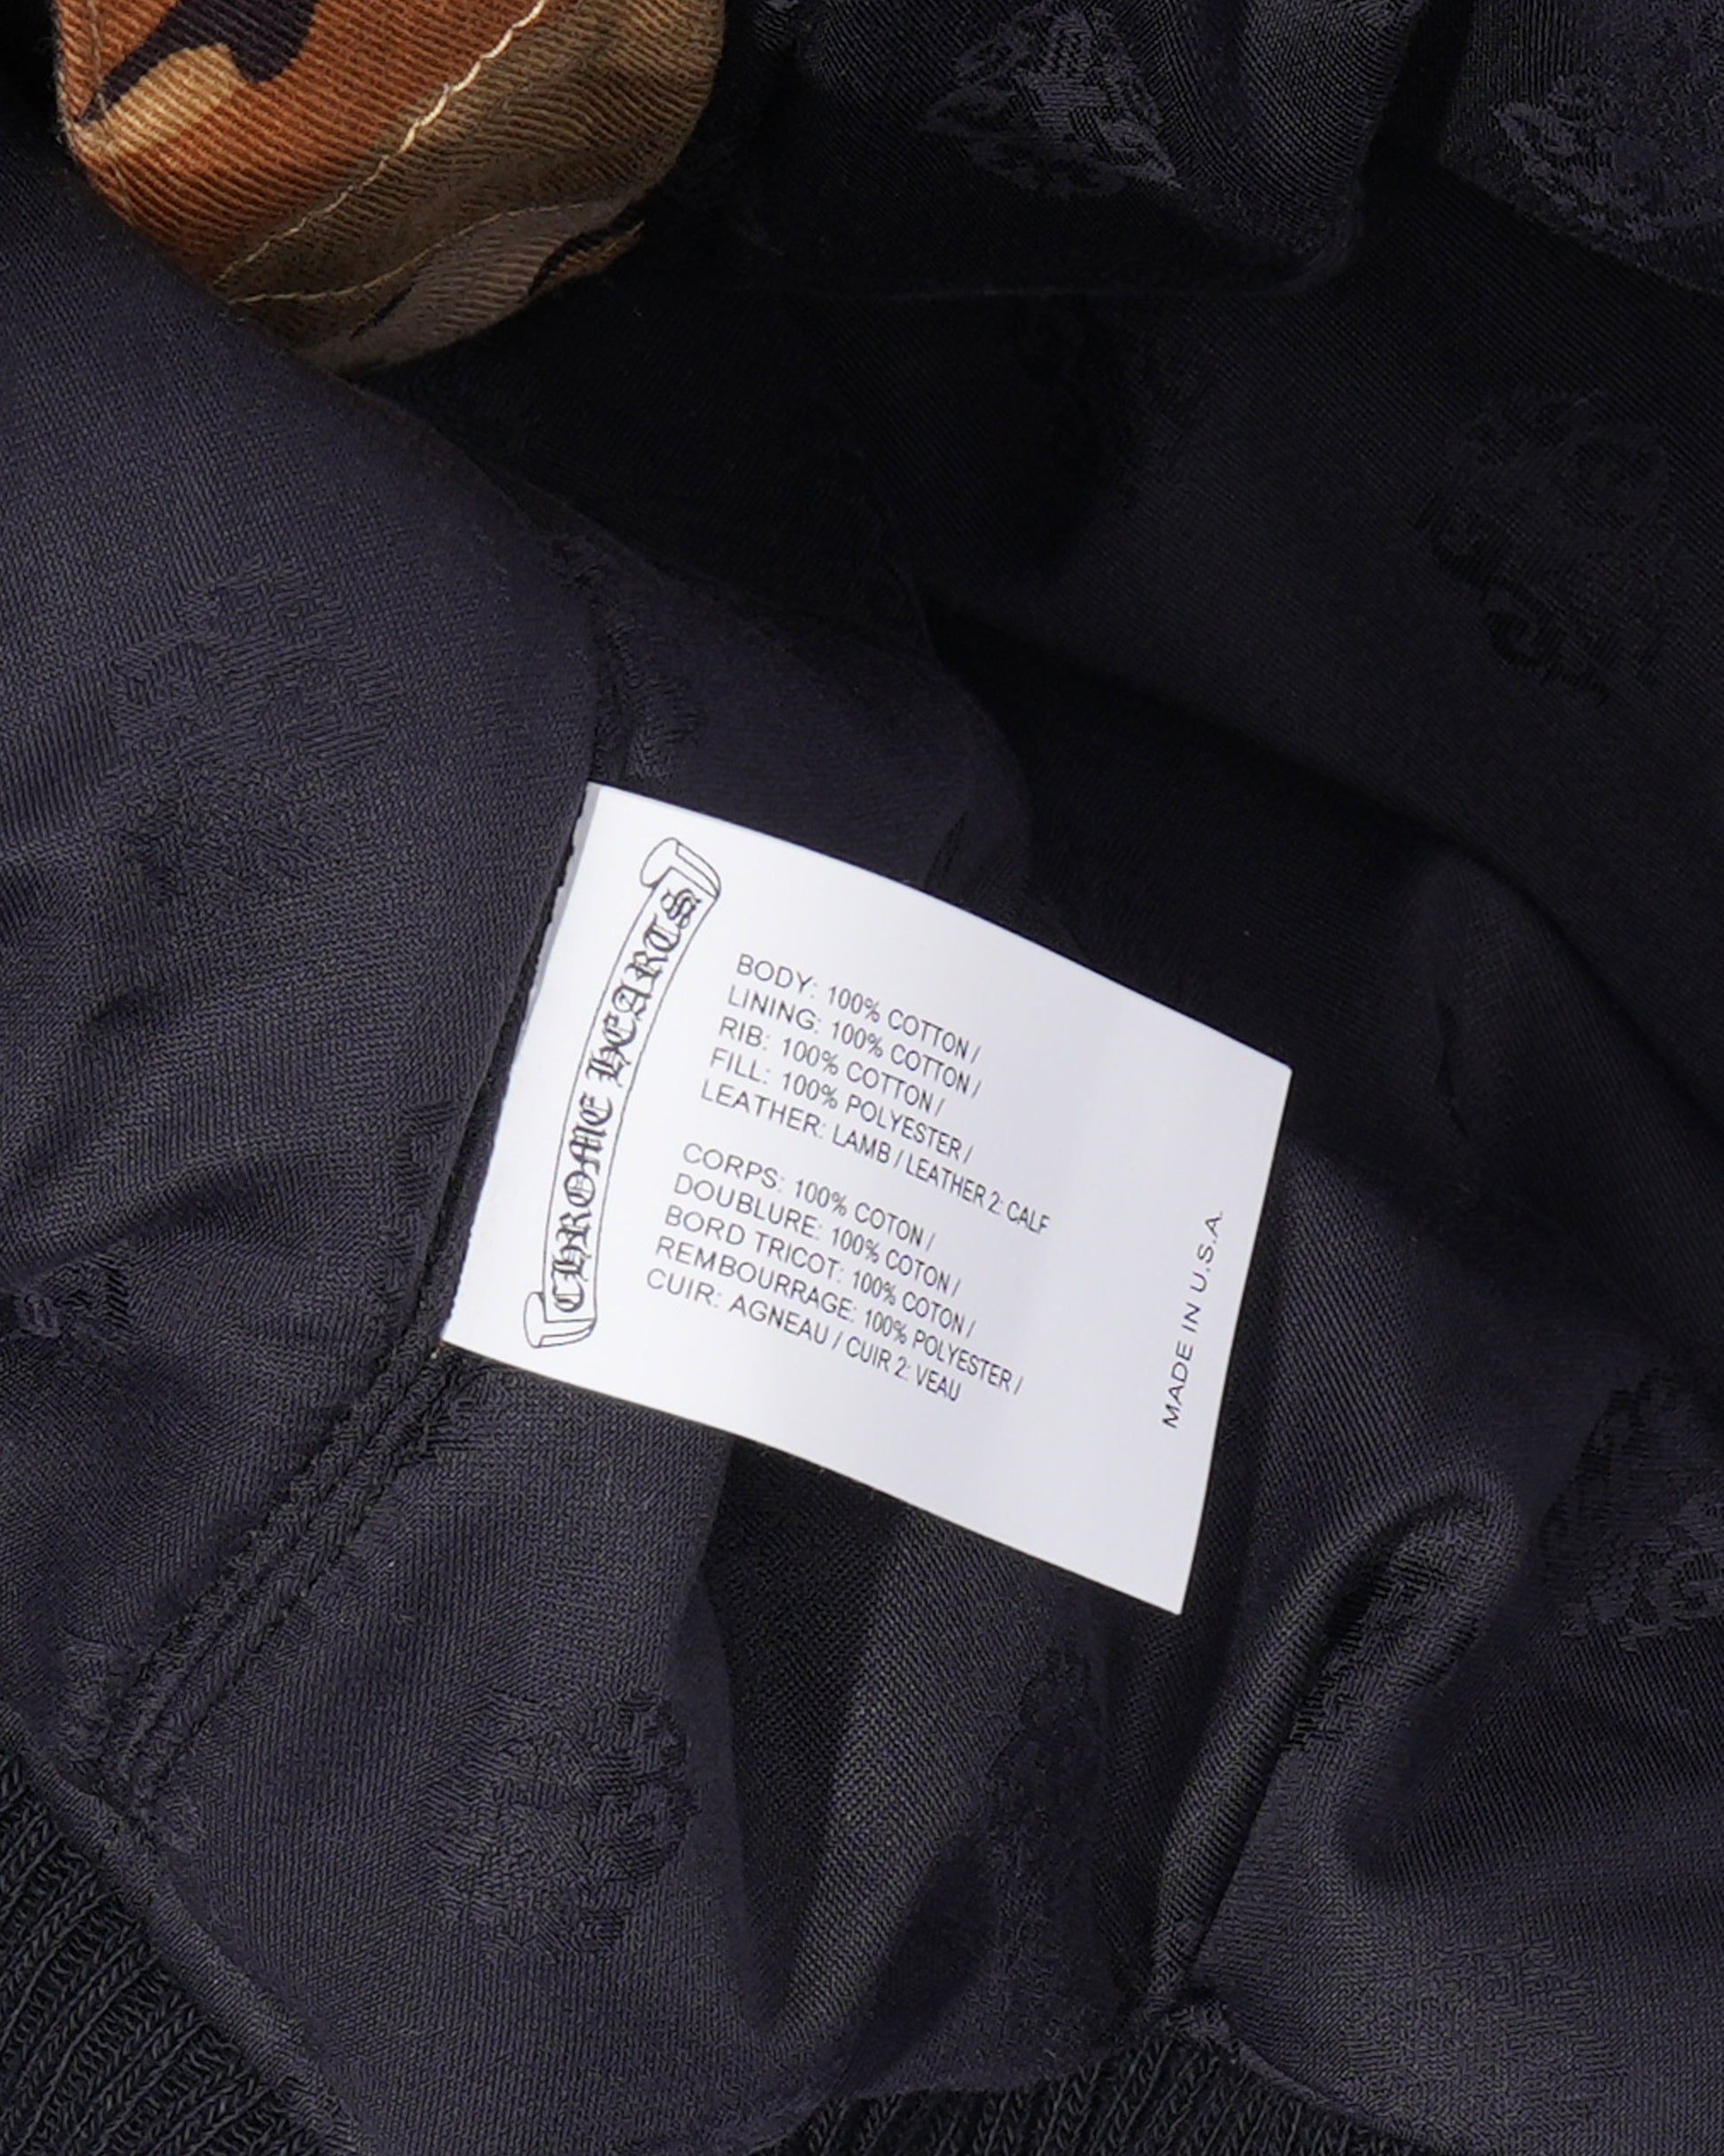 CHROME HEARTS
BODY: 100% COTTON /
LINING: 100% COTTON /
RIB: 100% COTTON /
FILL: 100% POLYESTER /
LEATHER: LAMB / LEATHER 2: CALF
CORPS: 100% COTON /
DOUBLURE: 100% COTON /
BORD TRICOT: 100% COTON /
REMBOURRAGE: 100% POLYESTER /
CUIR: AGNEAU / CUIR 2: VEAU
MADE IN U.S.A.